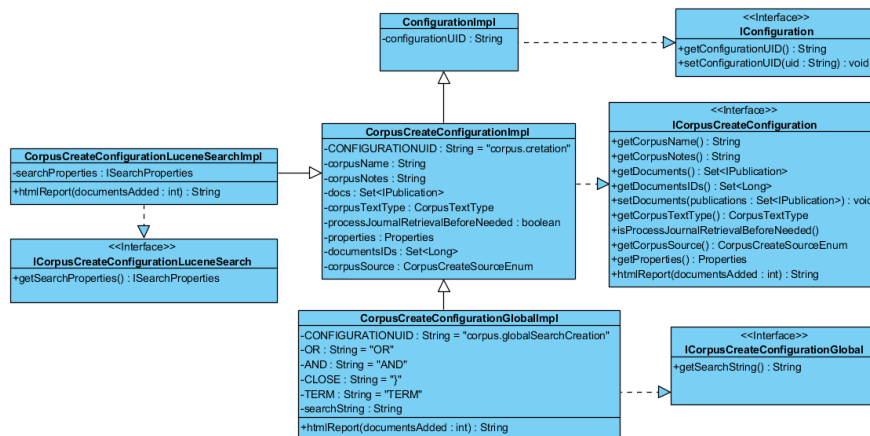 ConfigurationImpl
-configurationUID : String
<<Interface>>
IConfiguration
+getConfigurationUID() : String
+setConfigurationUID(uid : String) : void
CorpusCreateConfigurationImpl
-CONFIGURATIONUID : String = "corpus.cretation"
-corpusName : String
-corpusNotes : String
-docs : Set<IPublication>
-corpusTextType : CorpusTextType
-processJournalRetrievalBeforeNeeded : boolean
-properties : Properties
-documentsIDs : Set<Long>
-corpusSource : CorpusCreateSourceEnum
<<Interface>>
ICorpusCreateConfiguration
+getCorpusName() : String
+getCorpusNotes() : String
+getDocuments() : Set<IPublication>
+getDocumentsIDs() : Set<Long>
+setDocuments(publications : Set<IPublication>) : void
+getCorpusTextType() : CorpusTextType
+isProcessJournalRetrievalBeforeNeeded()
+getCorpusSource() : CorpusCreateSourceEnum
+getProperties() : Properties
+htmlReport(documentsAdded : int) : String
CorpusCreateConfigurationLuceneSearchImpl
-searchProperties : ISearchProperties
+htmlReport(documentsAdded : int) : String
<<Interface>>
ICorpusCreateConfigurationLuceneSearch
+getSearchProperties() : ISearchProperties
CorpusCreateConfigurationGlobalImpl
-CONFIGURATIONUID : String = "corpus.globalSearchCreation"
-OR : String = "OR"
-AND : String = "AND"
-CLOSE : String = "}"
-TERM : String = "TERM"
-searchString : String
+htmlReport(documentsAdded : int) : String
<<Interface>>
ICorpusCreateConfigurationGlobal
+getSearchString() : String